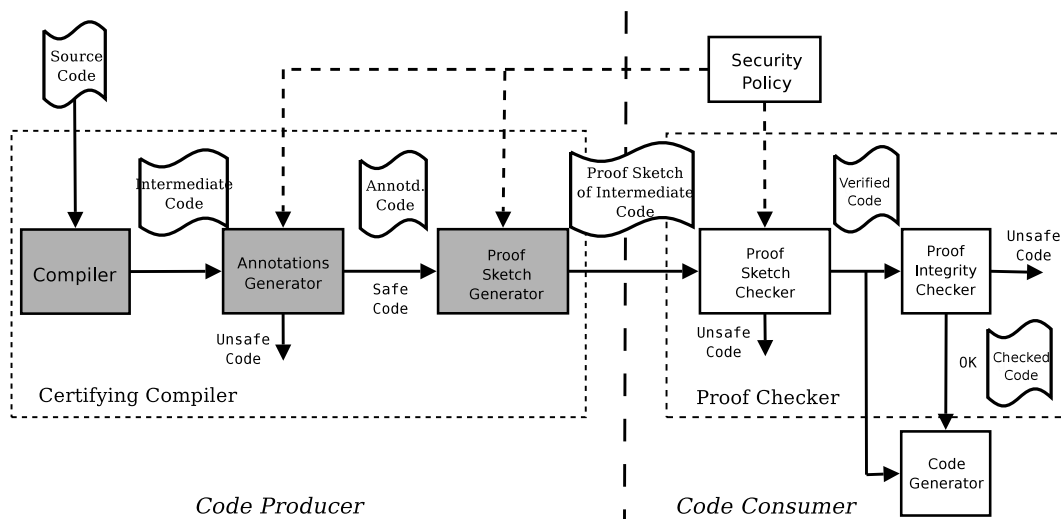 Source
Code
Security
Policy
Intermediate
Code
Annotd.
Code
Proof Sketch
of Intermediate
Code
Verified
Code
Compiler
Annotations
Generator
Safe
Code
Proof
Sketch
Generator
Proof
Sketch
Checker
Proof
Integrity
Checker
Unsafe
Code
Unsafe
Code
Unsafe
Code
OK
Checked
Code
Certifying Compiler
Proof Checker
Code
Generator
Code Producer
Code Consumer